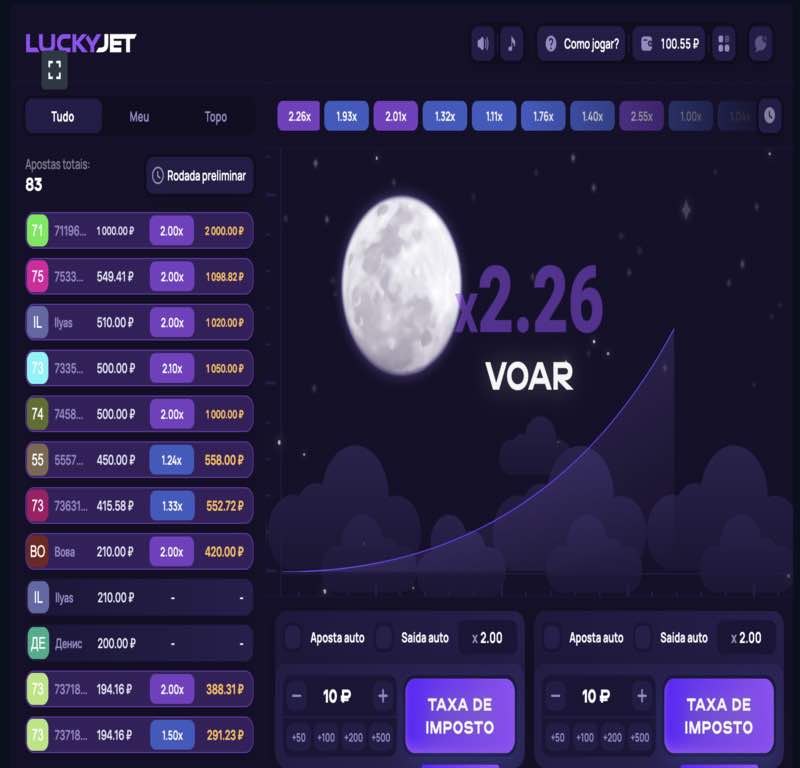 LUCKYJET
Como jogar?
100.55 ₽
Tudo
Meu
Topo
2.26x
1.93x
2.01x
1.32x
1.11x
1.76x
1.40x
2.55x
1.00x
1.04x
Apostas totais:
83
Rodada preliminar
71 71196... 1 000.00 ₽ 2.00x 2 000.00 ₽
75 7533... 549.41 ₽ 2.00x 1 098.82 ₽
IL Ilyas 510.00 ₽ 2.00x 1 020.00 ₽
73 7335... 500.00 ₽ 2.10x 1 050.00 ₽
74 7458... 500.00 ₽ 2.00x 1 000.00 ₽
55 5557... 450.00 ₽ 1.24x 558.00 ₽
73 73631... 415.58 ₽ 1.33x 552.72 ₽
ВО Вова 210.00 ₽ 2.00x 420.00 ₽
IL Ilyas 210.00 ₽ - -
ДЕ Денис 200.00 ₽ - -
73 73718... 194.16 ₽ 2.00x 388.31 ₽
73 73718... 194.16 ₽ 1.50x 291.23 ₽
x2.26
VOAR
Aposta auto
Saida auto
x 2.00
− 10 ₽ +
+50 +100 +200 +500
TAXA DE
IMPOSTO
Aposta auto
Saida auto
x 2.00
− 10 ₽ +
+50 +100 +200 +500
TAXA DE
IMPOSTO